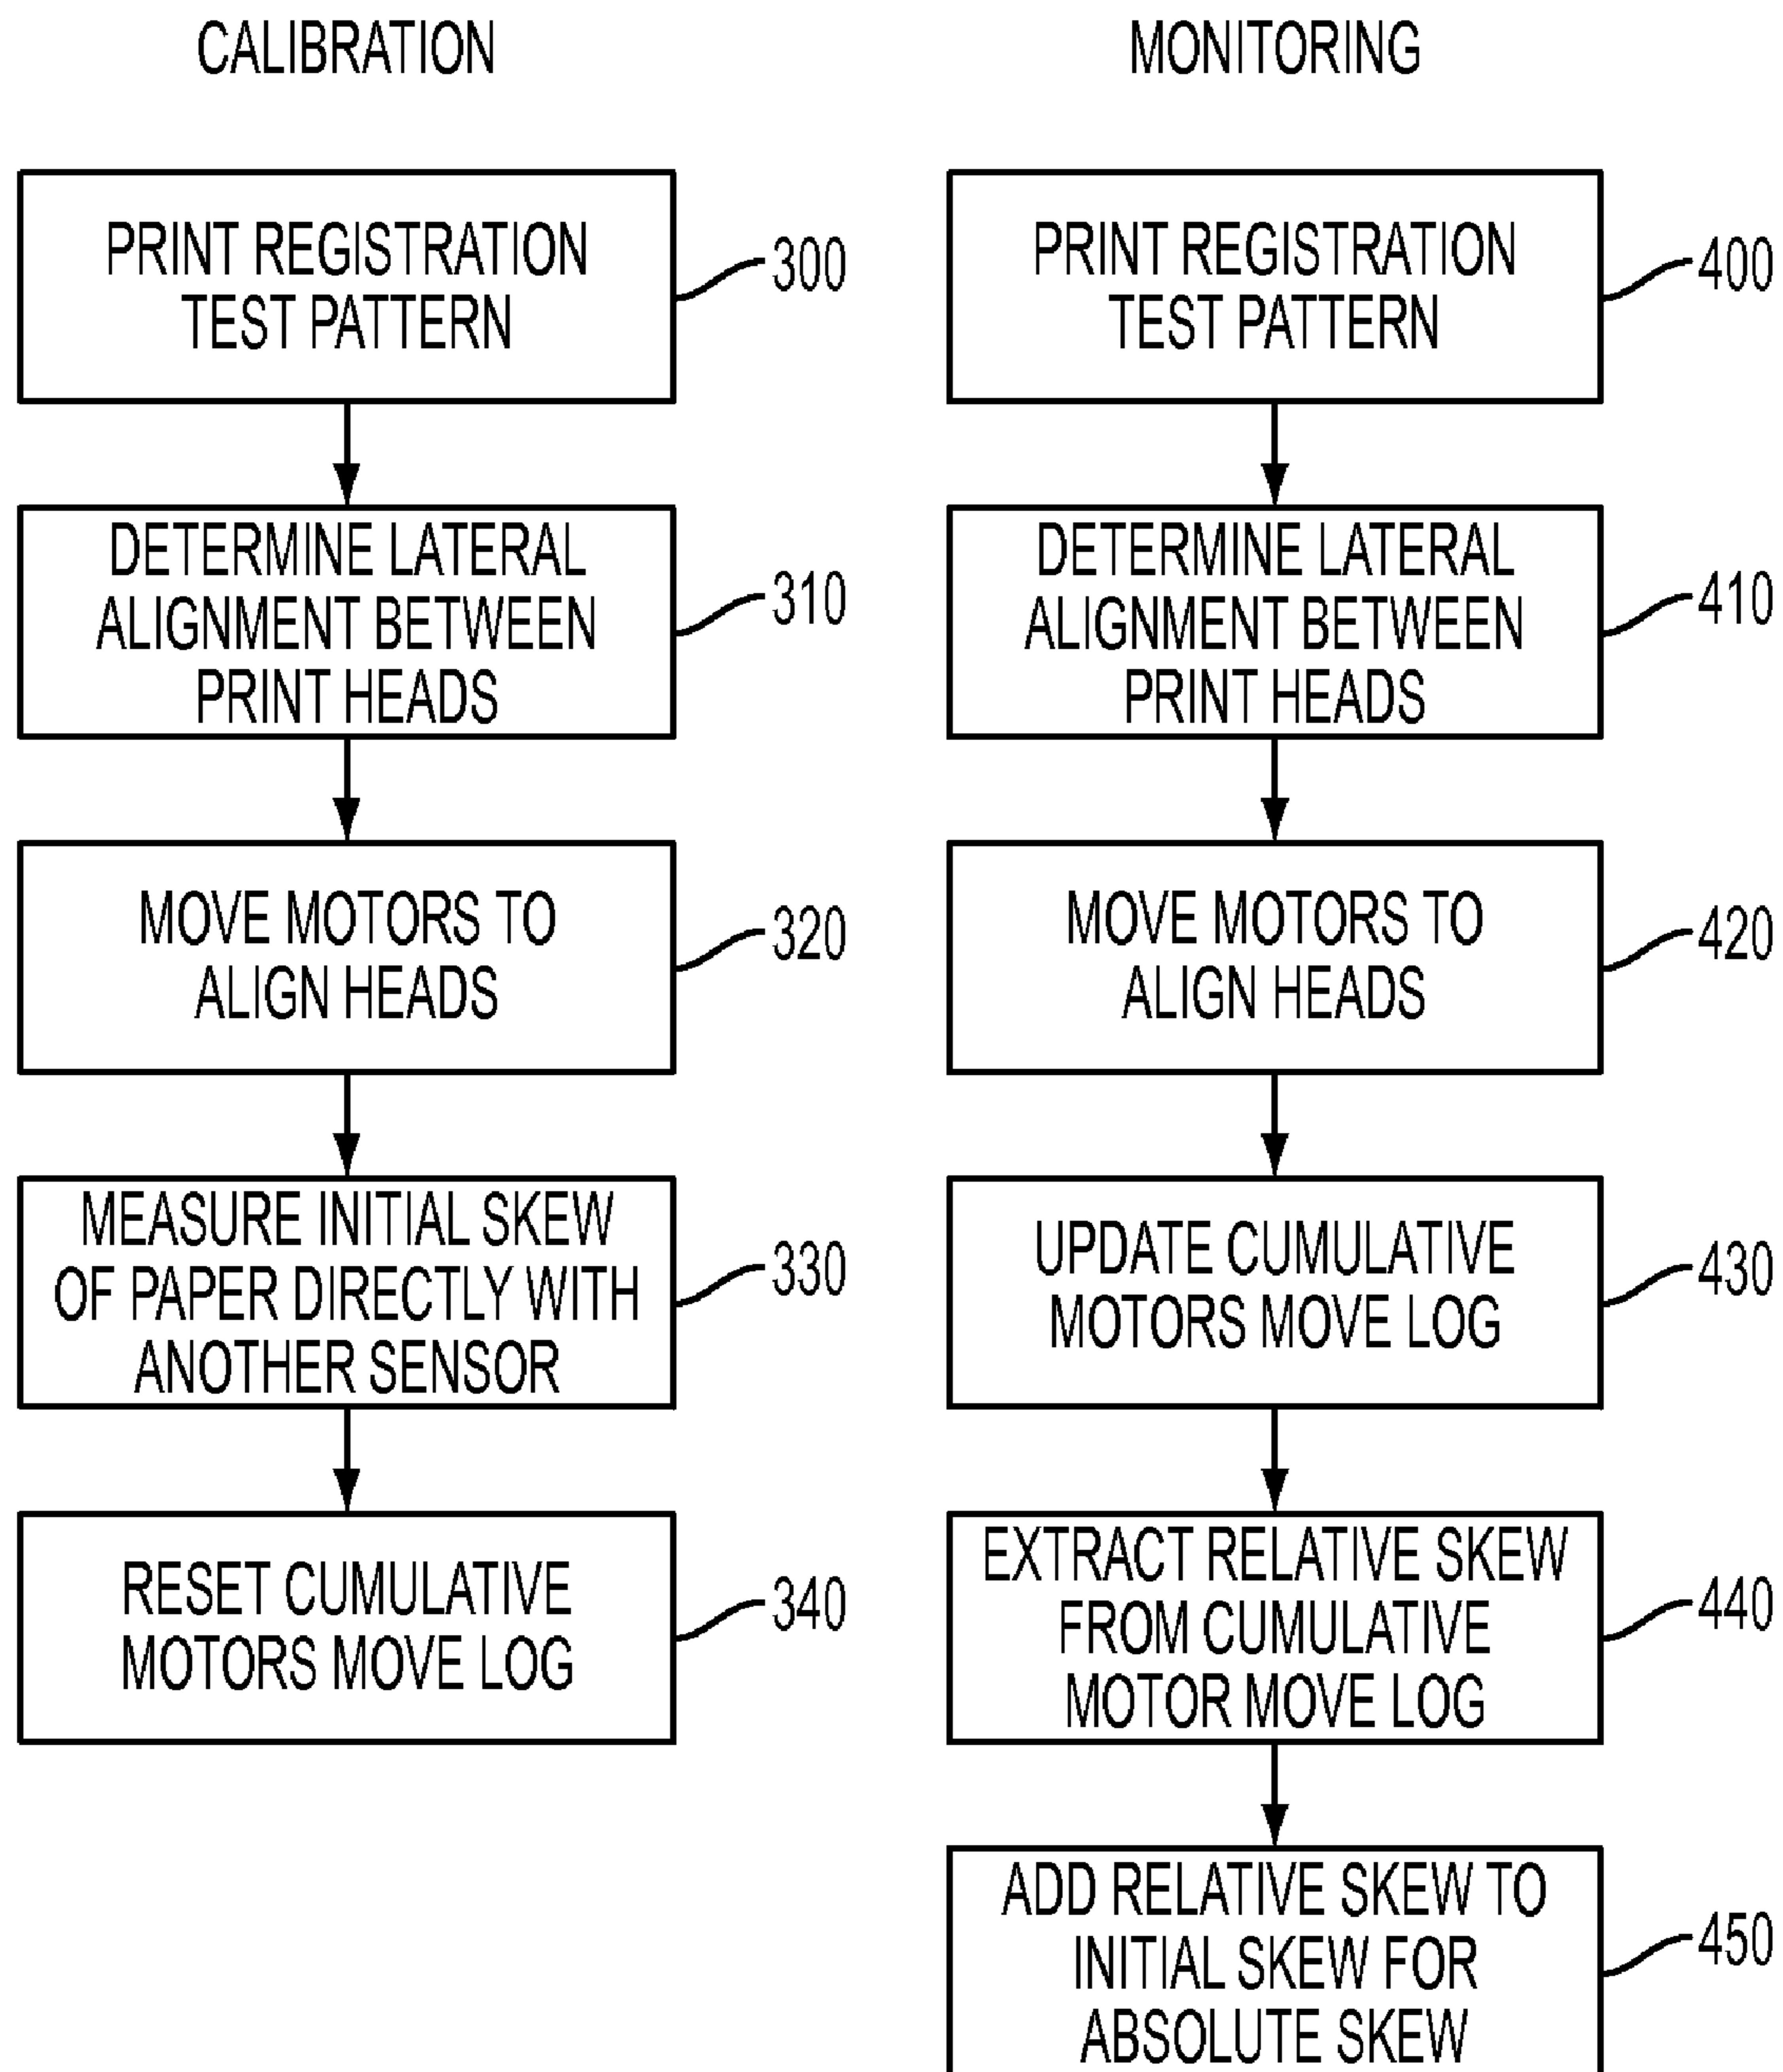 CALIBRATION
PRINT REGISTRATION
TEST PATTERN
300
DETERMINE LATERAL
ALIGNMENT BETWEEN
PRINT HEADS
310
MOVE MOTORS TO
ALIGN HEADS
320
MEASURE INITIAL SKEW
OF PAPER DIRECTLY WITH
ANOTHER SENSOR
330
RESET CUMULATIVE
MOTORS MOVE LOG
340
MONITORING
PRINT REGISTRATION
TEST PATTERN
400
DETERMINE LATERAL
ALIGNMENT BETWEEN
PRINT HEADS
410
MOVE MOTORS TO
ALIGN HEADS
420
UPDATE CUMULATIVE
MOTORS MOVE LOG
430
EXTRACT RELATIVE SKEW
FROM CUMULATIVE
MOTOR MOVE LOG
440
ADD RELATIVE SKEW TO
INITIAL SKEW FOR
ABSOLUTE SKEW
450